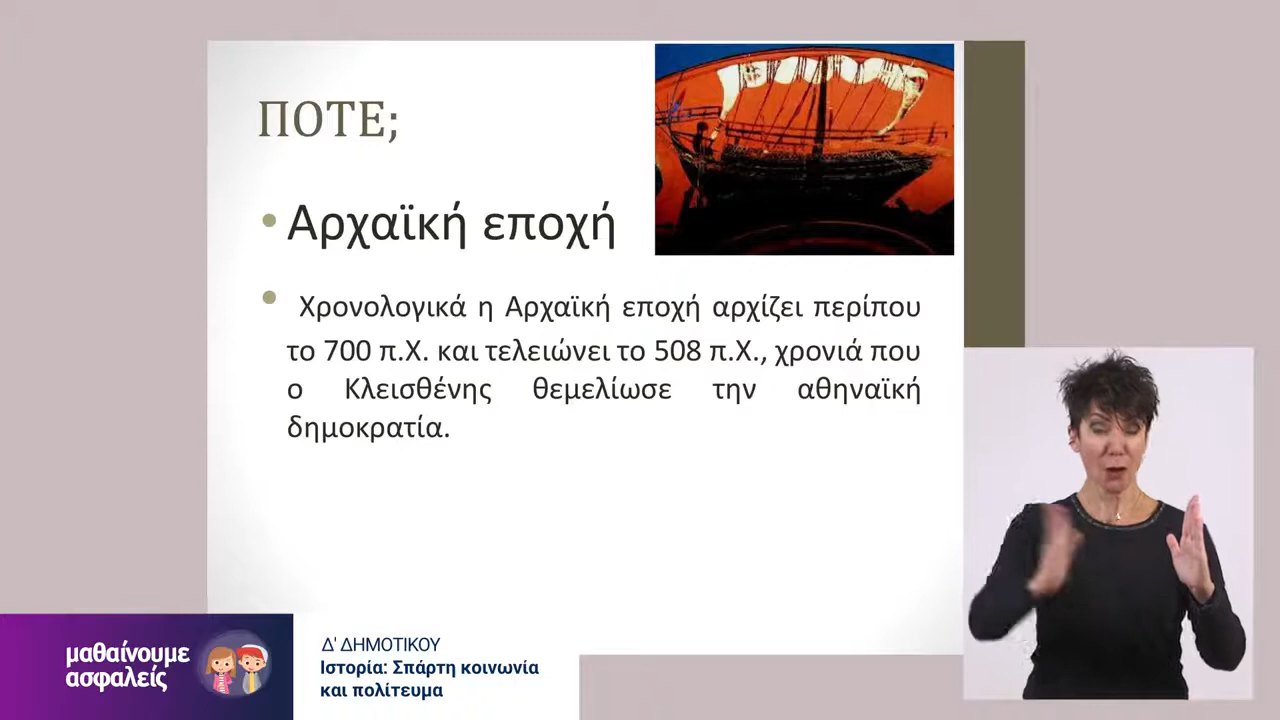 ΠΟΤΕ;
• Αρχαϊκή εποχή
• Χρονολογικά η Αρχαϊκή εποχή αρχίζει περίπου
το 700 π.Χ. και τελειώνει το 508 π.Χ., χρονιά που
ο Κλεισθένης θεμελίωσε την αθηναϊκή
δημοκρατία.
μαθαίνουμε
ασφαλείς
Δ' ΔΗΜΟΤΙΚΟΥ
Ιστορία: Σπάρτη κοινωνία
και πολίτευμα